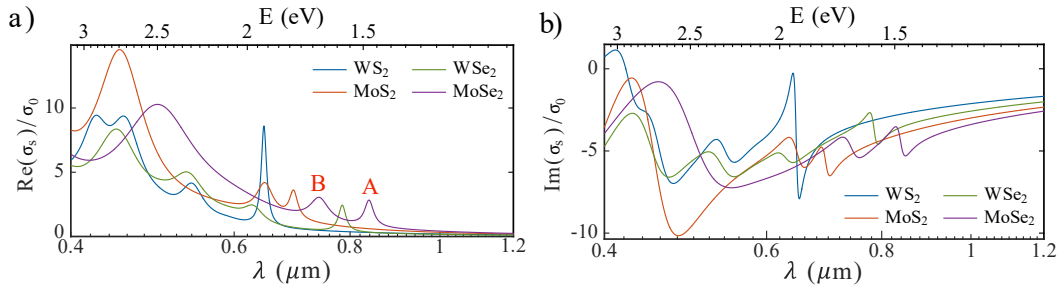 a)
E (eV)
3 2.5 2 1.5
Re(σₛ)/σ₀
10
5
0
WS₂ WSe₂
MoS₂ MoSe₂
B A
0.4 0.6 0.8 1.2
λ (μm)
b)
E (eV)
3 2.5 2 1.5
Im(σₛ)/σ₀
0
-5
-10
WS₂ WSe₂
MoS₂ MoSe₂
0.4 0.6 0.8 1 1.2
λ (μm)